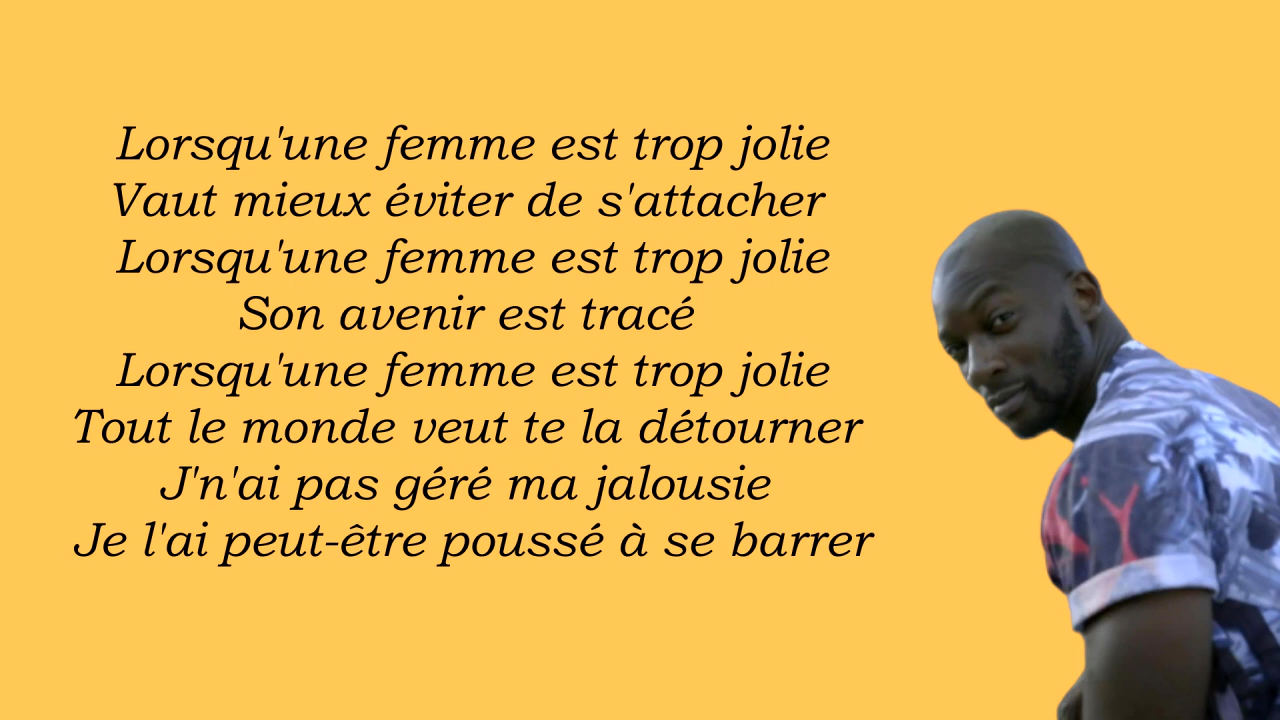 Lorsqu'une femme est trop jolie
Vaut mieux éviter de s'attacher
Lorsqu'une femme est trop jolie
Son avenir est tracé
Lorsqu'une femme est trop jolie
Tout le monde veut te la détourner
J'n'ai pas géré ma jalousie
Je l'ai peut-être poussé à se barrer